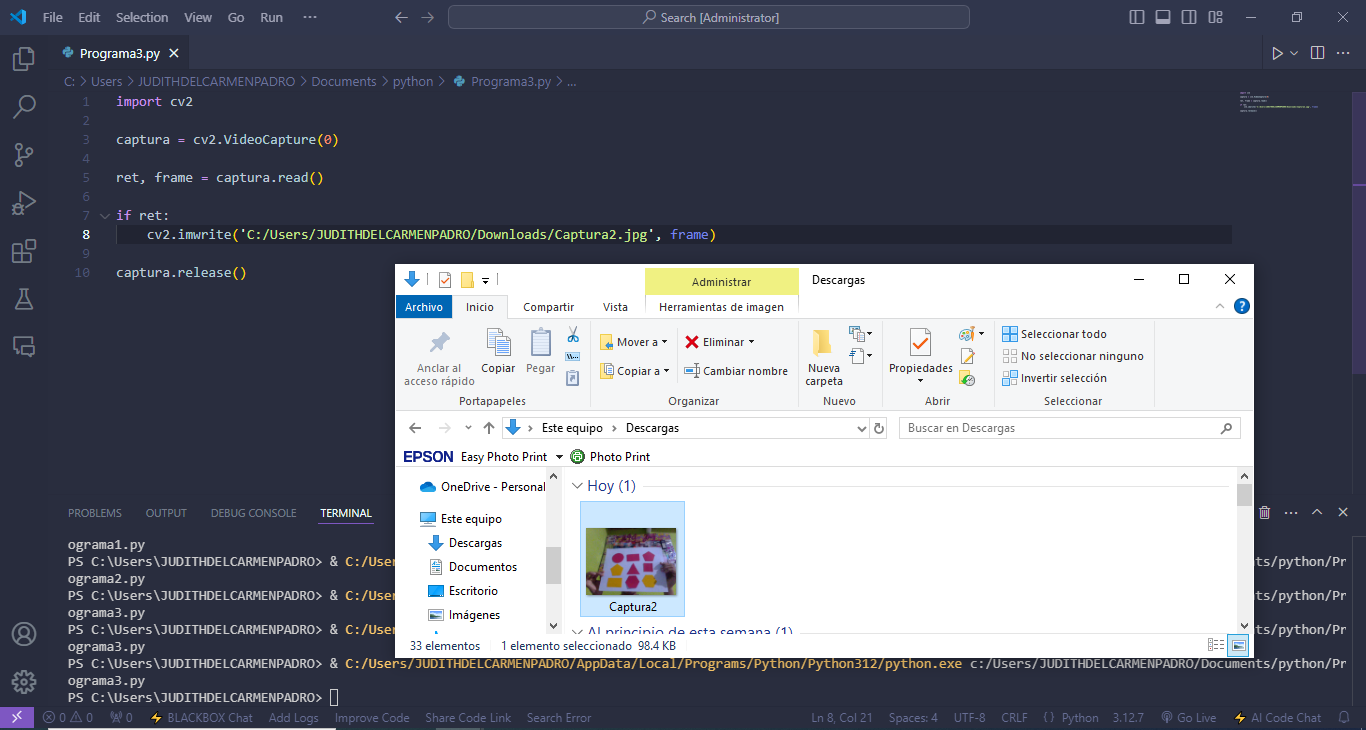 File Edit Selection View Go Run ··· Search [Administrator]
Programa3.py
C: > Users > JUDITHDELCARMENPADRO > Documents > python > Programa3.py > ...
1 import cv2
2
3 captura = cv2.VideoCapture(0)
4
5 ret, frame = captura.read()
6
7 if ret:
8 cv2.imwrite('C:/Users/JUDITHDELCARMENPADRO/Downloads/Captura2.jpg', frame)
9
10 captura.release()
Administrar Descargas
Archivo Inicio Compartir Vista Herramientas de imagen
Anclar al acceso rápido
Copiar
Pegar
Portapapeles
Mover a
Copiar a
Eliminar
Cambiar nombre
Organizar
Nueva carpeta
Nuevo
Propiedades
Abrir
Seleccionar todo
No seleccionar ninguno
Invertir selección
Seleccionar
Este equipo > Descargas
Buscar en Descargas
EPSON Easy Photo Print Photo Print
OneDrive - Personal
Este equipo
Descargas
Documentos
Escritorio
Imágenes
Hoy (1)
Captura2
Al principio de esta semana (1)
33 elementos 1 elemento seleccionado 98.4 KB
PROBLEMS OUTPUT DEBUG CONSOLE TERMINAL
ograma1.py
PS C:\Users\JUDITHDELCARMENPADRO> & C:/User ts/python/Pr
ograma2.py
PS C:\Users\JUDITHDELCARMENPADRO> & C:/User ts/python/Pr
ograma3.py
PS C:\Users\JUDITHDELCARMENPADRO> & C:/User ts/python/Pr
ograma3.py
PS C:\Users\JUDITHDELCARMENPADRO> & C:/Users/JUDITHDELCARMENPADRO/AppData/Local/Programs/Python/Python312/python.exe c:/Users/JUDITHDELCARMENPADRO/Documents/python/Pr
ograma3.py
PS C:\Users\JUDITHDELCARMENPADRO>
0 0 0 BLACKBOX Chat Add Logs Improve Code Share Code Link Search Error Ln 8, Col 21 Spaces: 4 UTF-8 CRLF Python 3.12.7 Go Live AI Code Chat